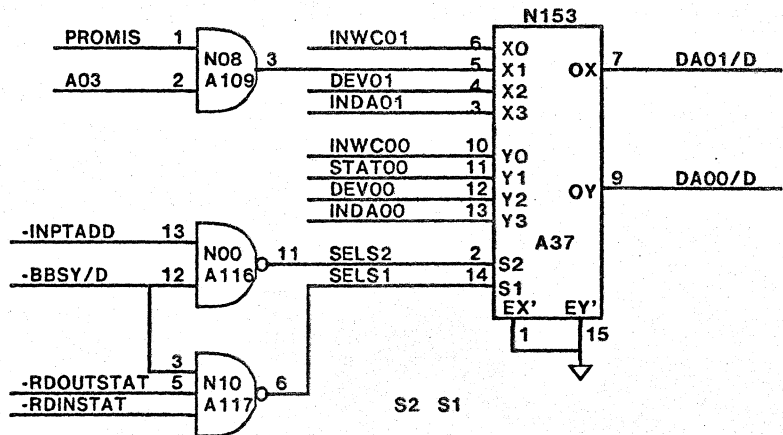 N153
PROMIS 1
N08
A109
3
A03 2
INWC01 6 X0
5 X1
DEV01 4 X2
INDA01 3 X3
OX 7 DA01/D
INWC00 10 Y0
STAT00 11 Y1
DEV00 12 Y2
INDA00 13 Y3
OY 9 DA00/D
A37
-INPTADD 13
N00
A116
-BBSY/D 12
11 SELS2 2 S2
SELS1 14 S1
EX' EY'
1 15
3
-RDOUTSTAT 5
N10
A117
6
-RDINSTAT
S2 S1